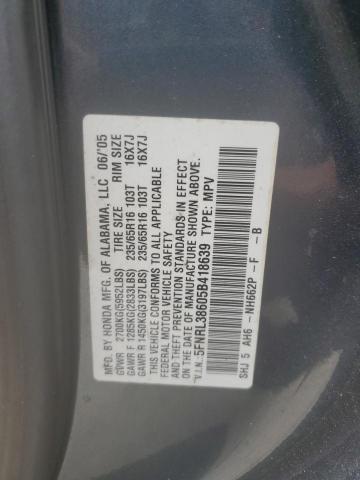 MFG. BY HONDA MFG. OF ALABAMA, LLC 06/'05
GVWR 2700KG(5952LBS) TIRE SIZE RIM SIZE
GAWR F 1285KG(2833LBS) 235/65R16 103T 16X7J
GAWR R 1450KG(3197LBS) 235/65R16 103T 16X7J
THIS VEHICLE CONFORMS TO ALL APPLICABLE
FEDERAL MOTOR VEHICLE SAFETY
AND THEFT PREVENTION STANDARDS IN EFFECT
ON THE DATE OF MANUFACTURE SHOWN ABOVE.
V.I.N.: 5FNRL38605B418639 TYPE: MPV
SHJ 5 AH6 -NH662P -F -B